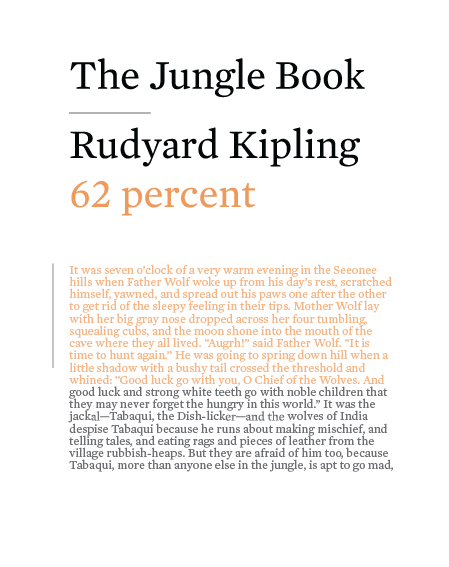 The Jungle Book
Rudyard Kipling
62 percent
It was seven o’clock of a very warm evening in the Seeonee
hills when Father Wolf woke up from his day’s rest, scratched
himself, yawned, and spread out his paws one after the other
to get rid of the sleepy feeling in their tips. Mother Wolf lay
with her big gray nose dropped across her four tumbling,
squealing cubs, and the moon shone into the mouth of the
cave where they all lived. “Augrh!” said Father Wolf. “It is
time to hunt again.” He was going to spring down hill when a
little shadow with a bushy tail crossed the threshold and
whined: “Good luck go with you, O Chief of the Wolves. And
good luck and strong white teeth go with noble children that
they may never forget the hungry in this world.” It was the
jackal—Tabaqui, the Dish-licker—and the wolves of India
despise Tabaqui because he runs about making mischief, and
telling tales, and eating rags and pieces of leather from the
village rubbish-heaps. But they are afraid of him too, because
Tabaqui, more than anyone else in the jungle, is apt to go mad,